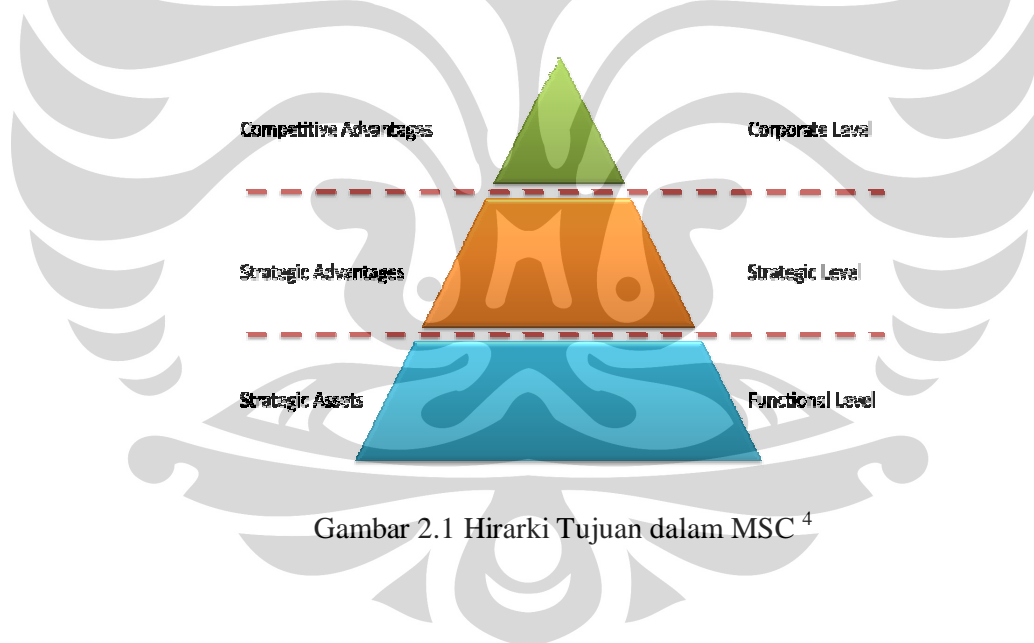 Competitive Advantages Corporate Level
Strategic Advantages Strategic Level
Strategic Assets Functional Level
Gambar 2.1 Hirarki Tujuan dalam MSC 4